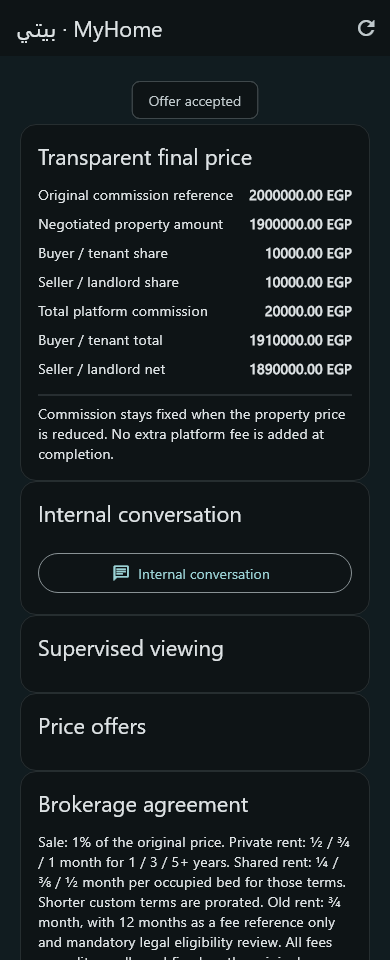 بيتي · MyHome
Offer accepted
Transparent final price
Original commission reference 2000000.00 EGP
Negotiated property amount 1900000.00 EGP
Buyer / tenant share 10000.00 EGP
Seller / landlord share 10000.00 EGP
Total platform commission 20000.00 EGP
Buyer / tenant total 1910000.00 EGP
Seller / landlord net 1890000.00 EGP
Commission stays fixed when the property price
is reduced. No extra platform fee is added at
completion.
Internal conversation
Internal conversation
Supervised viewing
Price offers
Brokerage agreement
Sale: 1% of the original price. Private rent: ½ / ¾
/ 1 month for 1 / 3 / 5+ years. Shared rent: ¼ /
⅜ / ½ month per occupied bed for those terms.
Shorter custom terms are prorated. Old rent: ¾
month, with 12 months as a fee reference only
and mandatory legal eligibility review. All fees